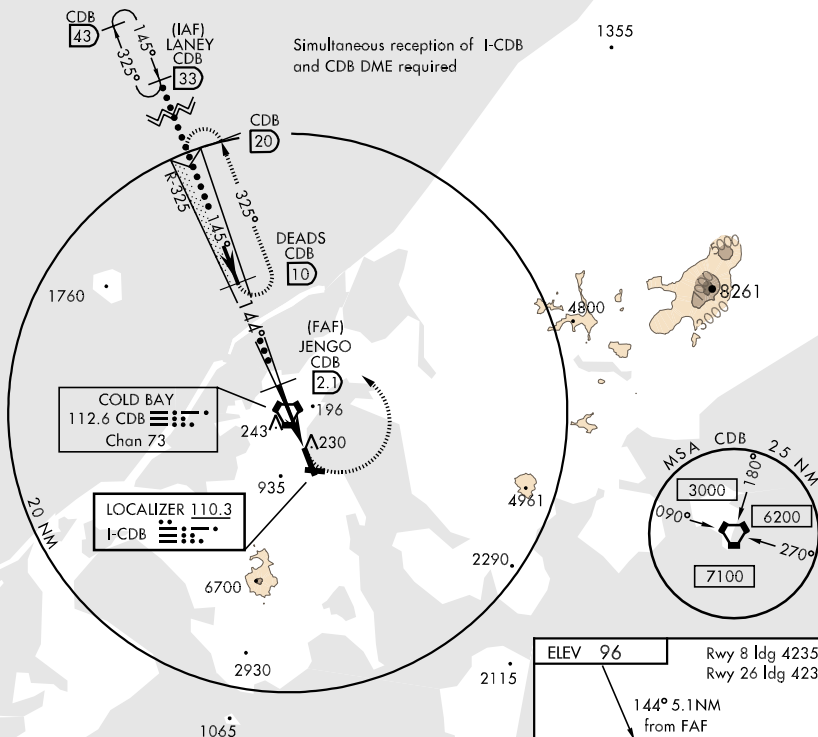 CDB
43
145°
325°
(IAF)
LANEY
CDB
33
Simultaneous reception of I-CDB
and CDB DME required
1355
CDB
20
R-325
145°
325°
DEADS
CDB
10
1760
144°
(FAF)
JENGO
CDB
2.1
3000
8261
3000
4800
COLD BAY
112.6 CDB
Chan 73
196
243
230
935
LOCALIZER 110.3
I-CDB
20 NM
4961
6700
2290
2930
2115
1065
MSA CDB 25 NM
3000
180°
090°
6200
270°
7100
ELEV 96
Rwy 8 ldg 4235
Rwy 26 ldg 423
144° 5.1NM
from FAF